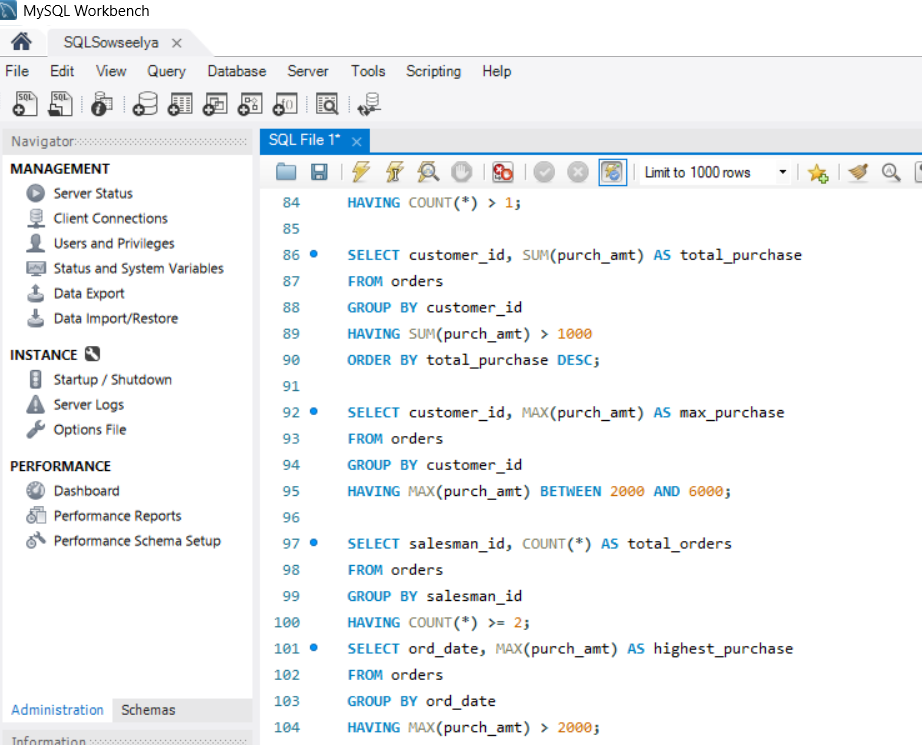 MySQL Workbench
SQLSowseelya
File Edit View Query Database Server Tools Scripting Help
Navigator
SQL File 1*
MANAGEMENT
Server Status
Client Connections
Users and Privileges
Status and System Variables
Data Export
Data Import/Restore
INSTANCE
Startup / Shutdown
Server Logs
Options File
PERFORMANCE
Dashboard
Performance Reports
Performance Schema Setup
Administration Schemas
Information
Limit to 1000 rows
84 HAVING COUNT(*) > 1;
85
86 SELECT customer_id, SUM(purch_amt) AS total_purchase
87 FROM orders
88 GROUP BY customer_id
89 HAVING SUM(purch_amt) > 1000
90 ORDER BY total_purchase DESC;
91
92 SELECT customer_id, MAX(purch_amt) AS max_purchase
93 FROM orders
94 GROUP BY customer_id
95 HAVING MAX(purch_amt) BETWEEN 2000 AND 6000;
96
97 SELECT salesman_id, COUNT(*) AS total_orders
98 FROM orders
99 GROUP BY salesman_id
100 HAVING COUNT(*) >= 2;
101 SELECT ord_date, MAX(purch_amt) AS highest_purchase
102 FROM orders
103 GROUP BY ord_date
104 HAVING MAX(purch_amt) > 2000;